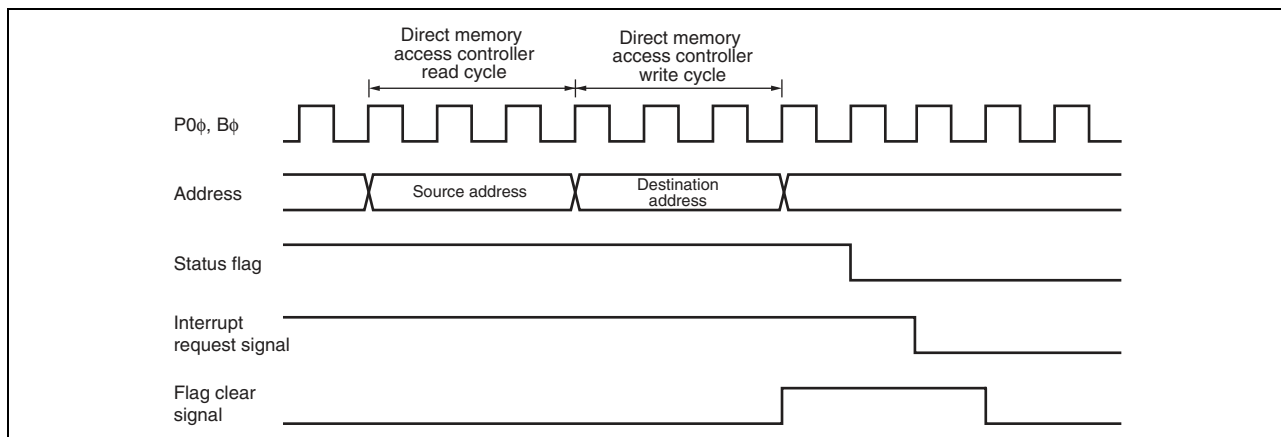 Direct memory
access controller
read cycle
Direct memory
access controller
write cycle
P0ϕ, Bϕ
Address
Source address
Destination
address
Status flag
Interrupt
request signal
Flag clear
signal